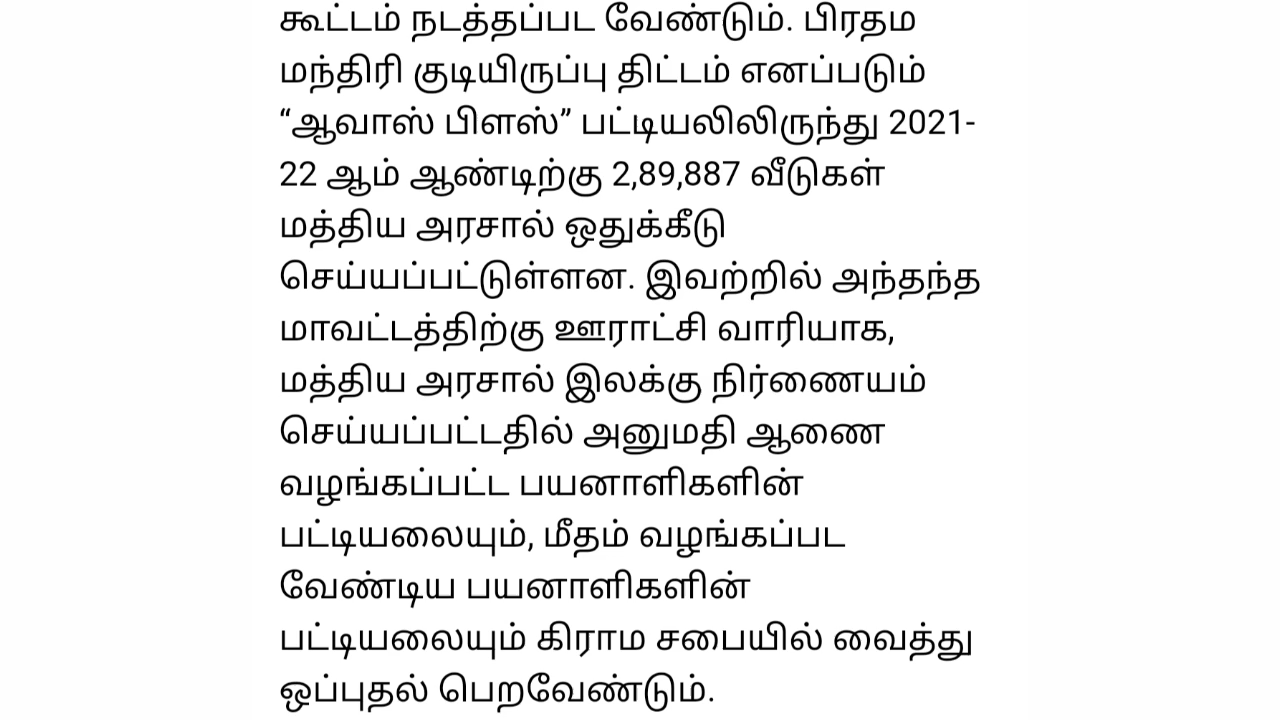 கூட்டம் நடத்தப்பட வேண்டும். பிரதம
மந்திரி குடியிருப்பு திட்டம் எனப்படும்
“ஆவாஸ் பிளஸ்” பட்டியலிலிருந்து 2021-
22 ஆம் ஆண்டிற்கு 2,89,887 வீடுகள்
மத்திய அரசால் ஒதுக்கீடு
செய்யப்பட்டுள்ளன. இவற்றில் அந்தந்த
மாவட்டத்திற்கு ஊராட்சி வாரியாக,
மத்திய அரசால் இலக்கு நிர்ணையம்
செய்யப்பட்டதில் அனுமதி ஆணை
வழங்கப்பட்ட பயனாளிகளின்
பட்டியலையும், மீதம் வழங்கப்பட
வேண்டிய பயனாளிகளின்
பட்டியலையும் கிராம சபையில் வைத்து
ஒப்புதல் பெறவேண்டும்.